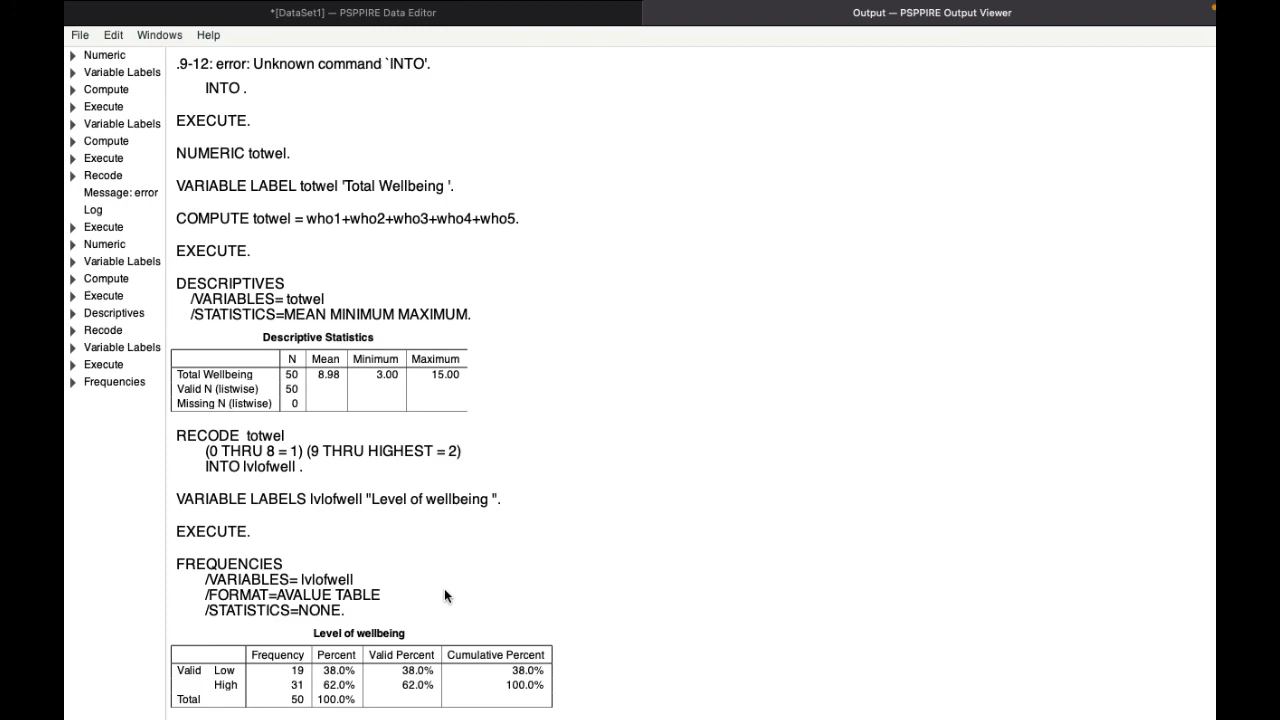 *[DataSet1] — PSPPIRE Data Editor
Output — PSPPIRE Output Viewer
File Edit Windows Help
Numeric
Variable Labels
Compute
Execute
Variable Labels
Compute
Execute
Recode
Message: error
Log
Execute
Numeric
Variable Labels
Compute
Execute
Descriptives
Recode
Variable Labels
Execute
Frequencies
.9-12: error: Unknown command `INTO'.
INTO .
EXECUTE.
NUMERIC totwel.
VARIABLE LABEL totwel 'Total Wellbeing '.
COMPUTE totwel = who1+who2+who3+who4+who5.
EXECUTE.
DESCRIPTIVES
/VARIABLES= totwel
/STATISTICS=MEAN MINIMUM MAXIMUM.
Descriptive Statistics
N Mean Minimum Maximum
Total Wellbeing 50 8.98 3.00 15.00
Valid N (listwise) 50
Missing N (listwise) 0
RECODE totwel
(0 THRU 8 = 1) (9 THRU HIGHEST = 2)
INTO lvlofwell .
VARIABLE LABELS lvlofwell "Level of wellbeing ".
EXECUTE.
FREQUENCIES
/VARIABLES= lvlofwell
/FORMAT=AVALUE TABLE
/STATISTICS=NONE.
Level of wellbeing
Frequency Percent Valid Percent Cumulative Percent
Valid Low 19 38.0% 38.0% 38.0%
High 31 62.0% 62.0% 100.0%
Total 50 100.0%